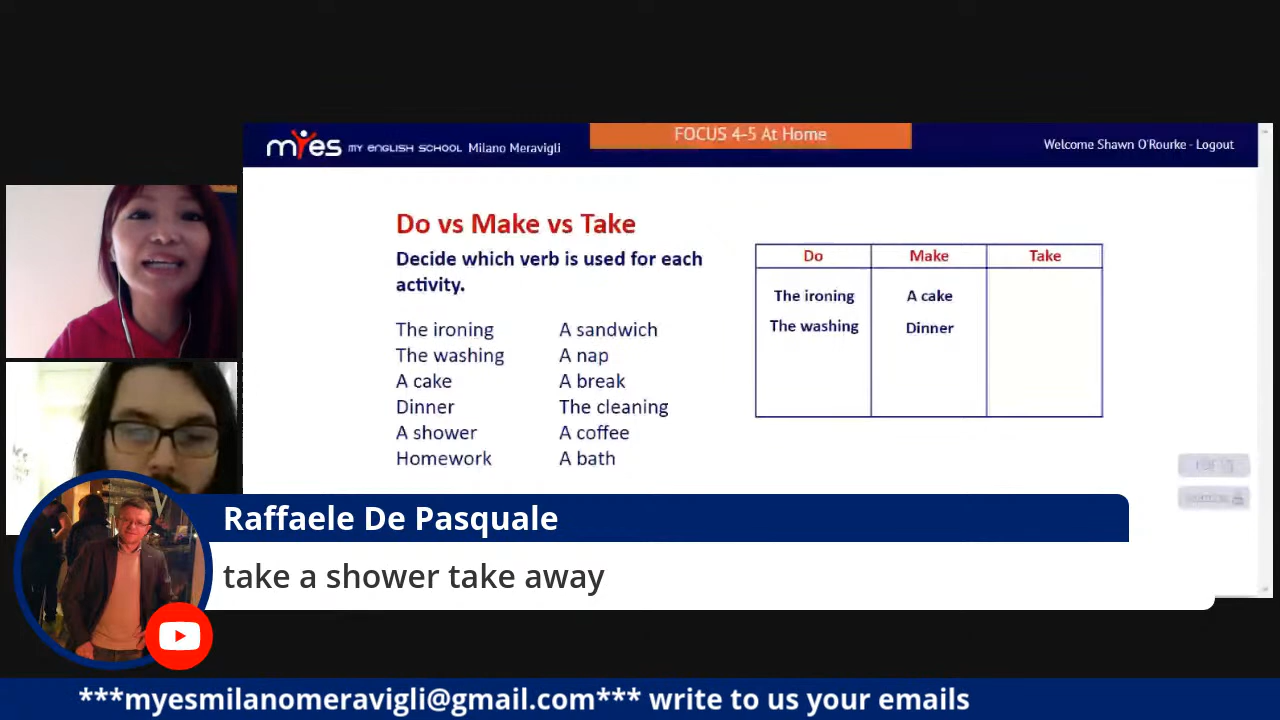 FOCUS 4-5 At Home
myes MY ENGLISH SCHOOL Milano Meravigli
Welcome Shawn O'Rourke - Logout
Do vs Make vs Take
Decide which verb is used for each
activity.
The ironing
The washing
A cake
Dinner
A shower
Homework
A sandwich
A nap
A break
The cleaning
A coffee
A bath
Do Make Take
The ironing A cake
The washing Dinner
Raffaele De Pasquale
take a shower take away
***myesmilanomeravigli@gmail.com*** write to us your emails